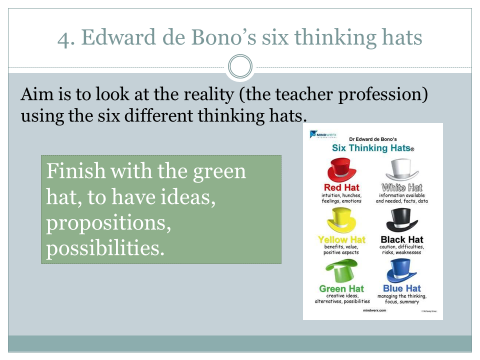 4. Edward de Bono's six thinking hats
Aim is to look at the reality (the teacher profession)
using the six different thinking hats.
Finish with the green
hat, to have ideas,
propositions,
possibilities.
MINDWERX
Dr Edward de Bono's
Six Thinking Hats®
Red Hat
intuition, hunches,
feelings, emotions
White Hat
information available
and needed, facts, data
Yellow Hat
benefits, value,
positive aspects
Black Hat
caution, difficulties,
risks, weaknesses
Green Hat
creative ideas,
alternatives, possibilities
Blue Hat
managing the thinking,
focus, summary
mindwerx.com